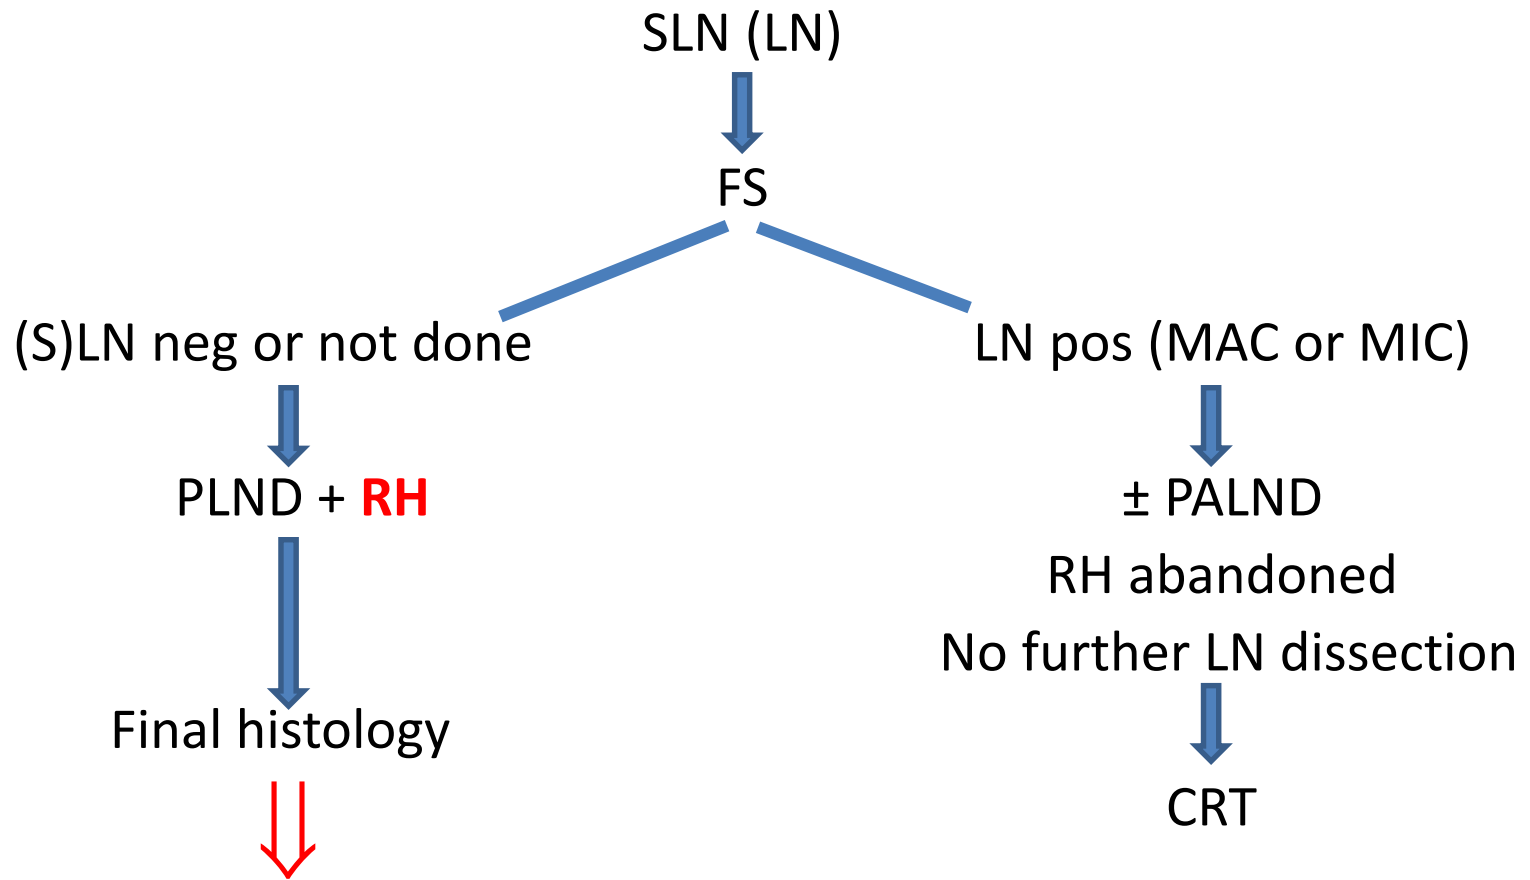 SLN (LN)
FS
(S)LN neg or not done
LN pos (MAC or MIC)
PLND + RH
± PALND
RH abandoned
No further LN dissection
Final histology
CRT